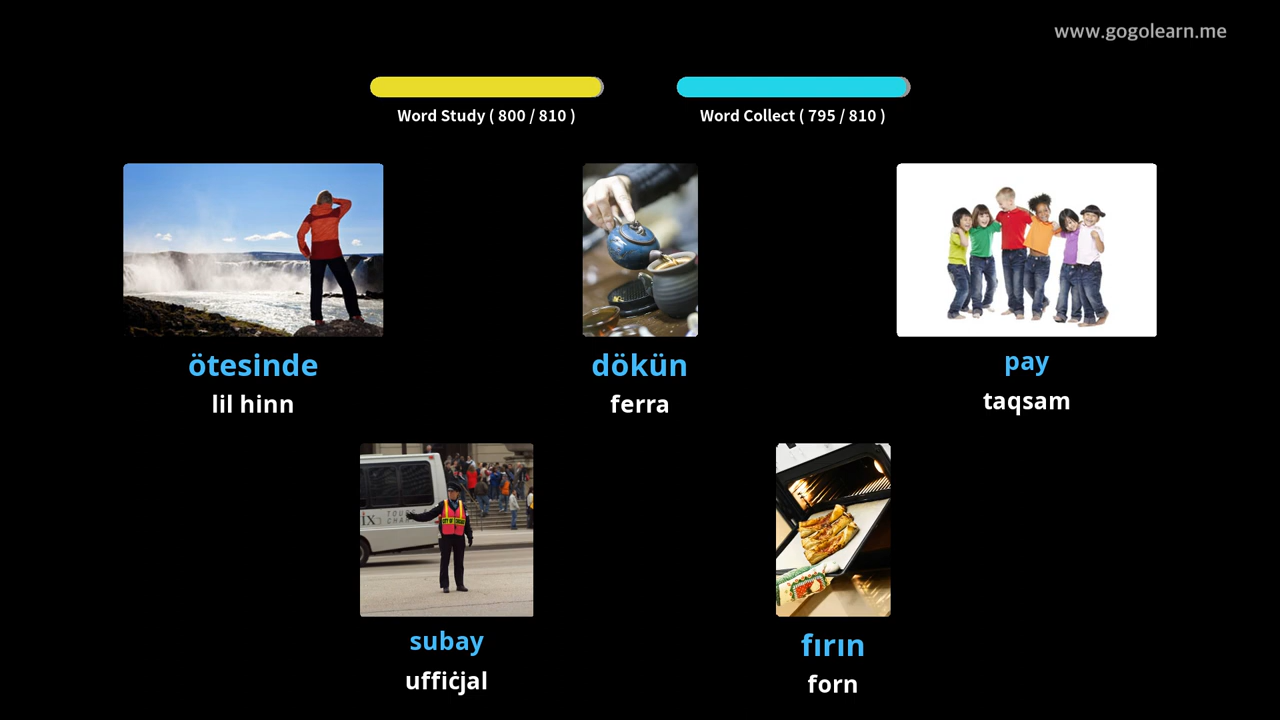 www.gogolearn.me
Word Study ( 800 / 810 )
Word Collect ( 795 / 810 )
ötesinde
lil hinn
dökün
ferra
pay
taqsam
subay
uffiċjal
fırın
forn